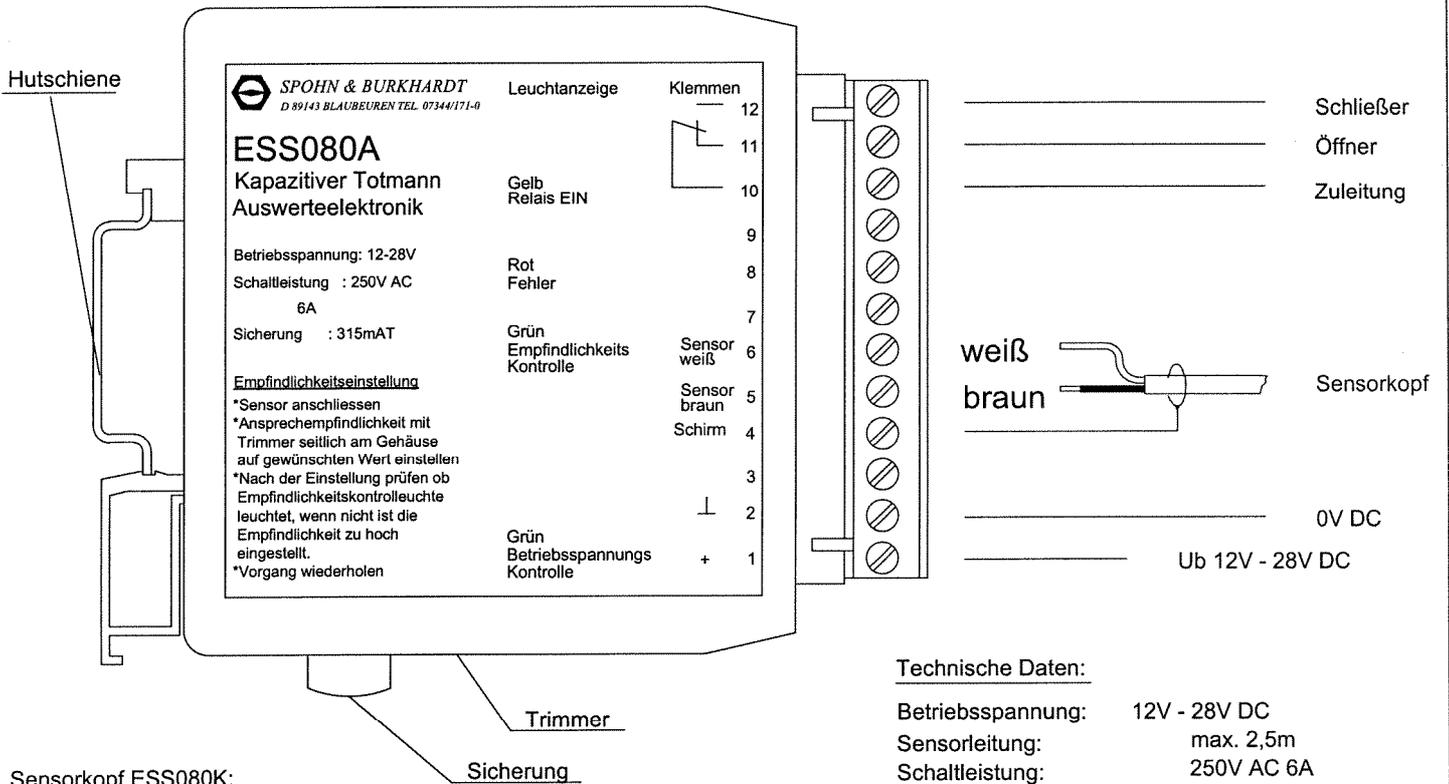 Hutschiene
SPOHN & BURKHARDT
D 89143 BLAUBEUREN TEL. 07344/171-0
ESS080A
Kapazitiver Totmann
Auswerteelektronik
Betriebsspannung: 12-28V
Schaltleistung : 250V AC
6A
Sicherung : 315mAT
Empfindlichkeitseinstellung
*Sensor anschliessen
*Ansprechempfindlichkeit mit
Trimmer seitlich am Gehäuse
auf gewünschten Wert einstellen
*Nach der Einstellung prüfen ob
Empfindlichkeitskontrolleuchte
leuchtet, wenn nicht ist die
Empfindlichkeit zu hoch
eingestellt.
*Vorgang wiederholen
Leuchtanzeige
Gelb
Relais EIN
Rot
Fehler
Grün
Empfindlichkeits
Kontrolle
Grün
Betriebsspannungs
Kontrolle
Klemmen
12
11
10
9
8
7
Sensor
weiß 6
Sensor
braun 5
Schirm 4
3
2
+ 1
Schließer
Öffner
Zuleitung
weiß
braun
Sensorkopf
0V DC
Ub 12V - 28V DC
Trimmer
Sicherung
Sensorkopf ESS080K:
Technische Daten:
Betriebsspannung: 12V - 28V DC
Sensorleitung: max. 2,5m
Schaltleistung: 250V AC 6A